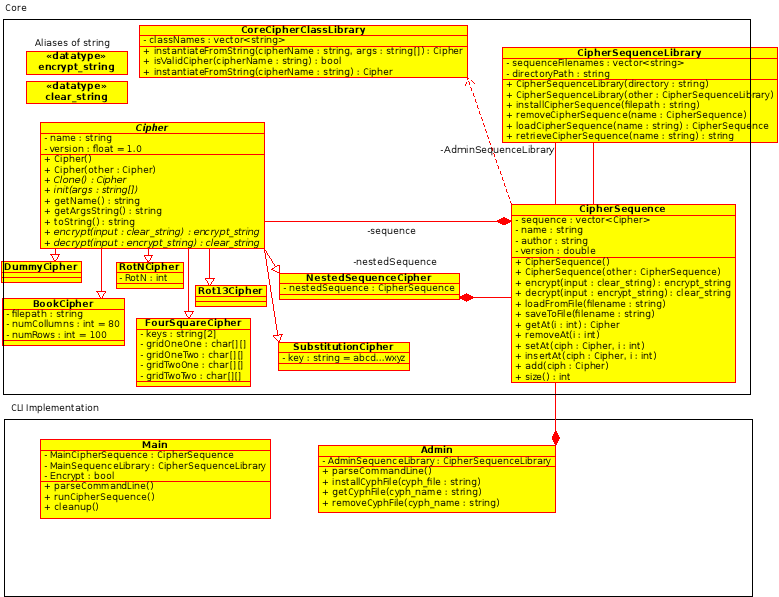 Core
CoreCipherClassLibrary
- classNames : vector<string>
+ instantiateFromString(cipherName : string, args : string[]) : Cipher
+ isValidCipher(cipherName : string) : bool
+ instantiateFromString(cipherName : string) : Cipher
Aliases of string
«datatype»
encrypt_string
«datatype»
clear_string
CipherSequenceLibrary
- sequenceFilenames : vector<string>
- directoryPath : string
+ CipherSequenceLibrary(directory : string)
+ CipherSequenceLibrary(other : CipherSequenceLibrary)
+ installCipherSequence(filepath : string)
+ removeCipherSequence(name : CipherSequence)
+ loadCipherSequence(name : string) : CipherSequence
+ retrieveCipherSequence(name : string) : string
Cipher
- name : string
- version : float = 1.0
+ Cipher()
+ Cipher(other : Cipher)
+ Clone() : Cipher
+ init(args : string[])
+ getName() : string
+ getArgsString() : string
+ toString() : string
+ encrypt(input : clear_string) : encrypt_string
+ decrypt(input : encrypt_string) : clear_string
-AdminSequenceLibrary
-sequence
-nestedSequence
CipherSequence
- sequence : vector<Cipher>
- name : string
- author : string
- version : double
+ CipherSequence()
+ CipherSequence(other : CipherSequence)
+ encrypt(input : clear_string) : encrypt_string
+ decrypt(input : encrypt_string) : clear_string
+ loadFromFile(filename : string)
+ saveToFile(filename : string)
+ getAt(i : int) : Cipher
+ removeAt(i : int)
+ setAt(ciph : Cipher, i : int)
+ insertAt(ciph : Cipher, i : int)
+ add(ciph : Cipher)
+ size() : int
DummyCipher
RotNCipher
- RotN : int
Rot13Cipher
NestedSequenceCipher
- nestedSequence : CipherSequence
BookCipher
- filepath : string
- numCollumns : int = 80
- numRows : int = 100
FourSquareCipher
- keys : string[2]
- gridOneOne : char[][]
- gridOneTwo : char[][]
- gridTwoOne : char[][]
- gridTwoTwo : char[][]
SubstitutionCipher
- key : string = abcd...wxyz
CLI Implementation
Main
- MainCipherSequence : CipherSequence
- MainSequenceLibrary : CipherSequenceLibrary
- Encrypt : bool
+ parseCommandLine()
+ runCipherSequence()
+ cleanup()
Admin
- AdminSequenceLibrary : CipherSequenceLibrary
+ parseCommandLine()
+ installCyphFile(cyph_file : string)
+ getCyphFile(cyph_name : string)
+ removeCyphFile(cyph_name : string)